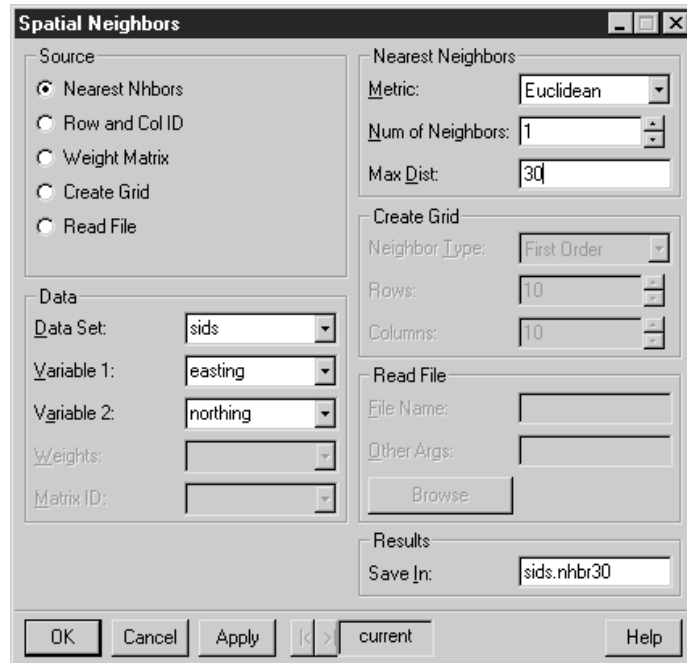 Spatial Neighbors
Source
Nearest Nhbors
Row and Col ID
Weight Matrix
Create Grid
Read File
Data
Data Set: sids
Variable 1: easting
Variable 2: northing
Weights:
Matrix ID:
Nearest Neighbors
Metric: Euclidean
Num of Neighbors: 1
Max Dist: 30
Create Grid
Neighbor Type: First Order
Rows: 10
Columns: 10
Read File
File Name:
Other Args:
Browse
Results
Save In: sids.nhbr30
OK Cancel Apply current Help